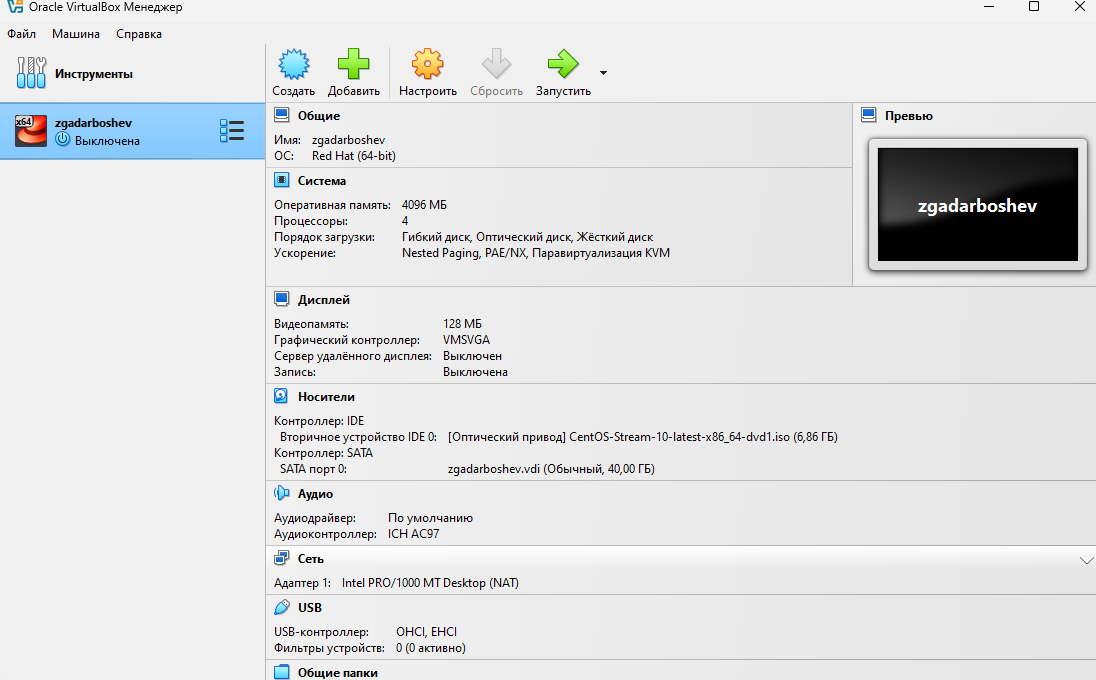 Oracle VirtualBox Менеджер
Файл Машина Справка
Инструменты
Создать Добавить Настроить Сбросить Запустить
x64
zgadarboshev
Выключена
Общие
Имя: zgadarboshev
ОС: Red Hat (64-bit)
Превью
zgadarboshev
Система
Оперативная память: 4096 МБ
Процессоры: 4
Порядок загрузки: Гибкий диск, Оптический диск, Жёсткий диск
Ускорение: Nested Paging, PAE/NX, Паравиртуализация KVM
Дисплей
Видеопамять: 128 МБ
Графический контроллер: VMSVGA
Сервер удалённого дисплея: Выключен
Запись: Выключена
Носители
Контроллер: IDE
Вторичное устройство IDE 0: [Оптический привод] CentOS-Stream-10-latest-x86_64-dvd1.iso (6,86 ГБ)
Контроллер: SATA
SATA порт 0: zgadarboshev.vdi (Обычный, 40,00 ГБ)
Аудио
Аудиодрайвер: По умолчанию
Аудиоконтроллер: ICH AC97
Сеть
Адаптер 1: Intel PRO/1000 MT Desktop (NAT)
USB
USB-контроллер: OHCI, EHCI
Фильтры устройств: 0 (0 активно)
Общие папки